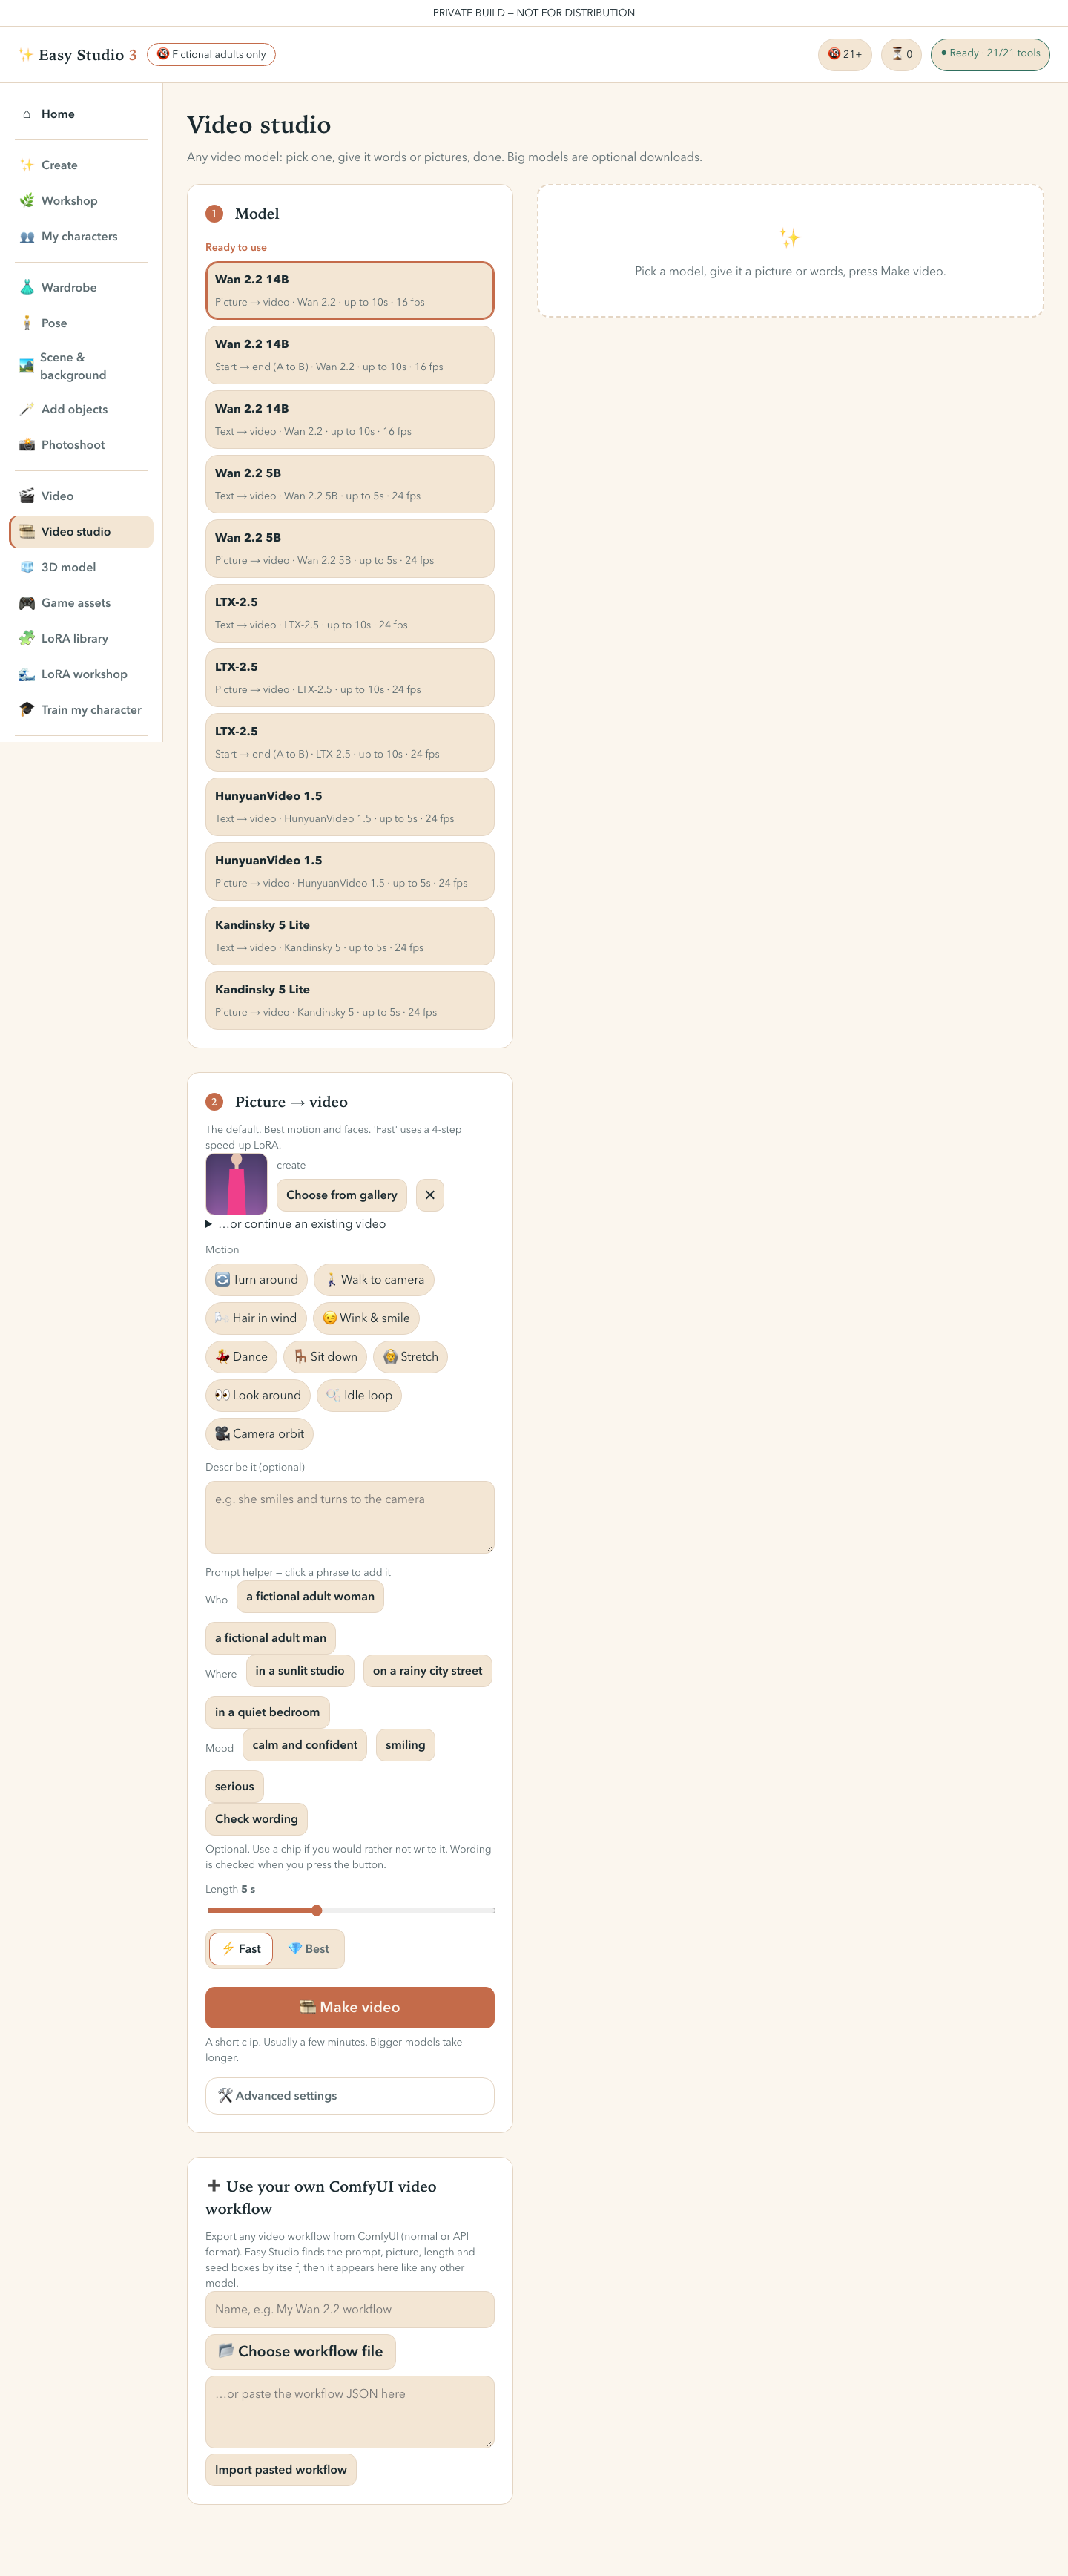 PRIVATE BUILD – NOT FOR DISTRIBUTION
Easy Studio 3
Fictional adults only
21+
0
Ready · 21/21 tools
Home
Create
Workshop
My characters
Wardrobe
Pose
Scene &
background
Add objects
Photoshoot
Video
Video studio
3D model
Game assets
LoRA library
LoRA workshop
Train my character
Video studio
Any video model: pick one, give it words or pictures, done. Big models are optional downloads.
1 Model
Ready to use
Wan 2.2 14B
Picture → video · Wan 2.2 · up to 10s · 16 fps
Wan 2.2 14B
Start → end (A to B) · Wan 2.2 · up to 10s · 16 fps
Wan 2.2 14B
Text → video · Wan 2.2 · up to 10s · 16 fps
Wan 2.2 5B
Text → video · Wan 2.2 5B · up to 5s · 24 fps
Wan 2.2 5B
Picture → video · Wan 2.2 5B · up to 5s · 24 fps
LTX-2.5
Text → video · LTX-2.5 · up to 10s · 24 fps
LTX-2.5
Picture → video · LTX-2.5 · up to 10s · 24 fps
LTX-2.5
Start → end (A to B) · LTX-2.5 · up to 10s · 24 fps
HunyuanVideo 1.5
Text → video · HunyuanVideo 1.5 · up to 5s · 24 fps
HunyuanVideo 1.5
Picture → video · HunyuanVideo 1.5 · up to 5s · 24 fps
Kandinsky 5 Lite
Text → video · Kandinsky 5 · up to 5s · 24 fps
Kandinsky 5 Lite
Picture → video · Kandinsky 5 · up to 5s · 24 fps
Pick a model, give it a picture or words, press Make video.
2 Picture → video
The default. Best motion and faces. 'Fast' uses a 4-step
speed-up LoRA.
create
Choose from gallery ✕
…or continue an existing video
Motion
Turn around
Walk to camera
Hair in wind
Wink & smile
Dance
Sit down
Stretch
Look around
Idle loop
Camera orbit
Describe it (optional)
e.g. she smiles and turns to the camera
Prompt helper – click a phrase to add it
Who a fictional adult woman
a fictional adult man
Where in a sunlit studio on a rainy city street
in a quiet bedroom
Mood calm and confident smiling
serious
Check wording
Optional. Use a chip if you would rather not write it. Wording
is checked when you press the button.
Length 5 s
Fast
Best
Make video
A short clip. Usually a few minutes. Bigger models take
longer.
Advanced settings
Use your own ComfyUI video
workflow
Export any video workflow from ComfyUI (normal or API
format). Easy Studio finds the prompt, picture, length and
seed boxes by itself, then it appears here like any other
model.
Name, e.g. My Wan 2.2 workflow
Choose workflow file
…or paste the workflow JSON here
Import pasted workflow